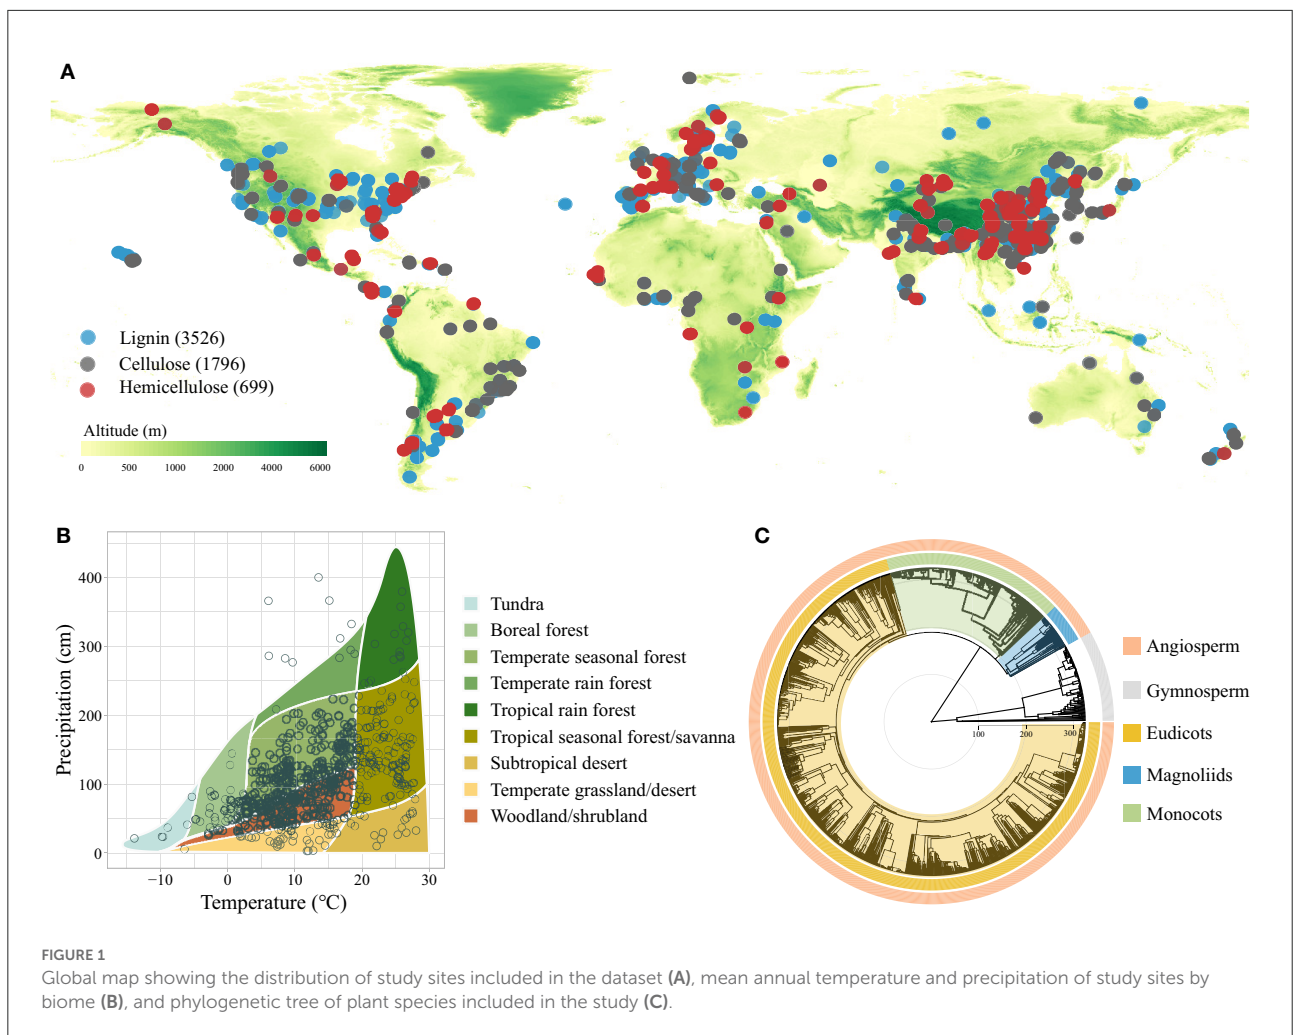 A
Lignin (3526)
Cellulose (1796)
Hemicellulose (699)
Altitude (m)
0 500 1000 2000 4000 6000
B
Precipitation (cm)
400
300
200
100
0
−10 0 10 20 30
Temperature (℃)
Tundra
Boreal forest
Temperate seasonal forest
Temperate rain forest
Tropical rain forest
Tropical seasonal forest/savanna
Subtropical desert
Temperate grassland/desert
Woodland/shrubland
C
100 200 300
Angiosperm
Gymnosperm
Eudicots
Magnoliids
Monocots
FIGURE 1
Global map showing the distribution of study sites included in the dataset (A), mean annual temperature and precipitation of study sites by
biome (B), and phylogenetic tree of plant species included in the study (C).